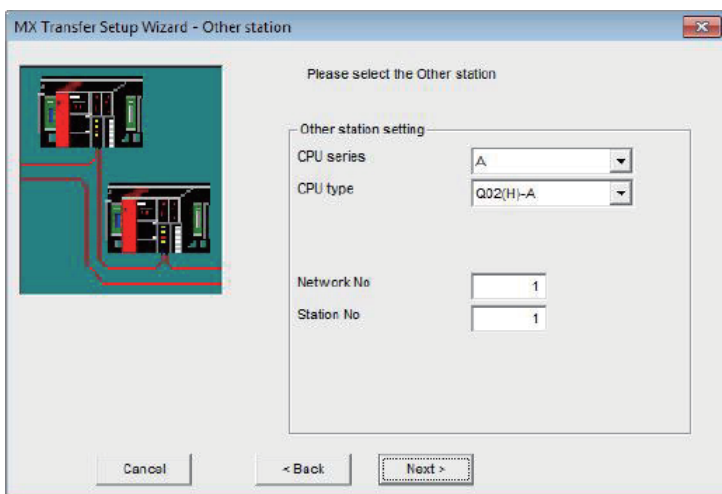 MX Transfer Setup Wizard - Other station
Please select the Other station
Other station setting
CPU series
A
CPU type
Q02(H)-A
Network No
1
Station No
1
Cancel
< Back
Next >